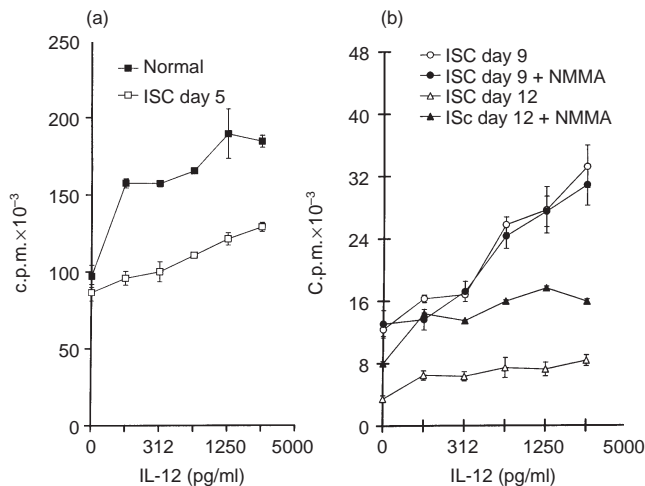 (a)
250
200
150
100
50
0
c.p.m.×10⁻³
Normal
ISC day 5
0 312 1250 5000
IL-12 (pg/ml)
(b)
48
40
32
24
16
8
0
C.p.m.×10⁻³
ISC day 9
ISC day 9 + NMMA
ISC day 12
ISc day 12 + NMMA
0 312 1250 5000
IL-12 (pg/ml)